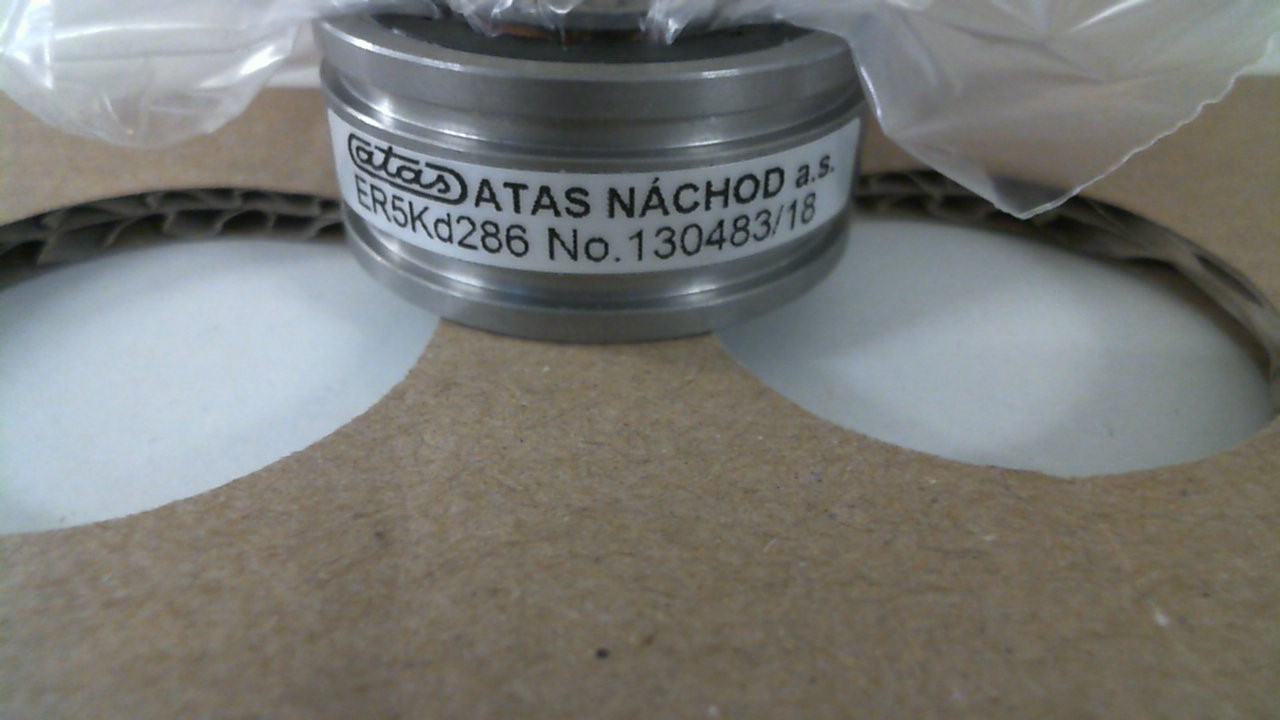 atas ATAS NÁCHOD a.s.
ER5Kd286 No.130483/18